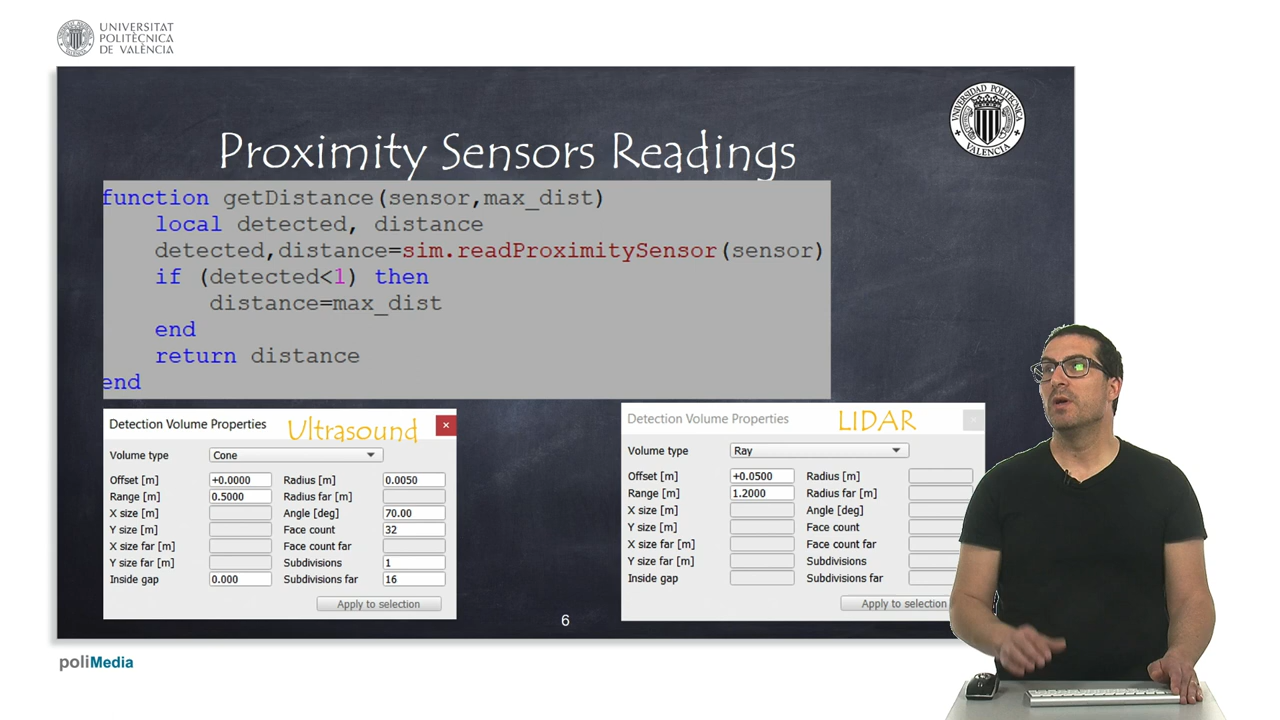 UNIVERSITAT
POLITÈCNICA
DE VALÈNCIA
UNIVERSIDAD POLITECNICA
VALENCIA
Proximity Sensors Readings
function getDistance(sensor,max_dist)
local detected, distance
detected,distance=sim.readProximitySensor(sensor)
if (detected<1) then
distance=max_dist
end
return distance
end
Detection Volume Properties
Ultrasound
Volume type Cone
Offset [m] +0.0000 Radius [m] 0.0050
Range [m] 0.5000 Radius far [m]
X size [m] Angle [deg] 70.00
Y size [m] Face count 32
X size far [m] Face count far
Y size far [m] Subdivisions 1
Inside gap 0.000 Subdivisions far 16
Apply to selection
Detection Volume Properties
LIDAR
Volume type Ray
Offset [m] +0.0500 Radius [m]
Range [m] 1.2000 Radius far [m]
X size [m] Angle [deg]
Y size [m] Face count
X size far [m] Face count far
Y size far [m] Subdivisions
Inside gap Subdivisions far
Apply to selection
6
poliMedia